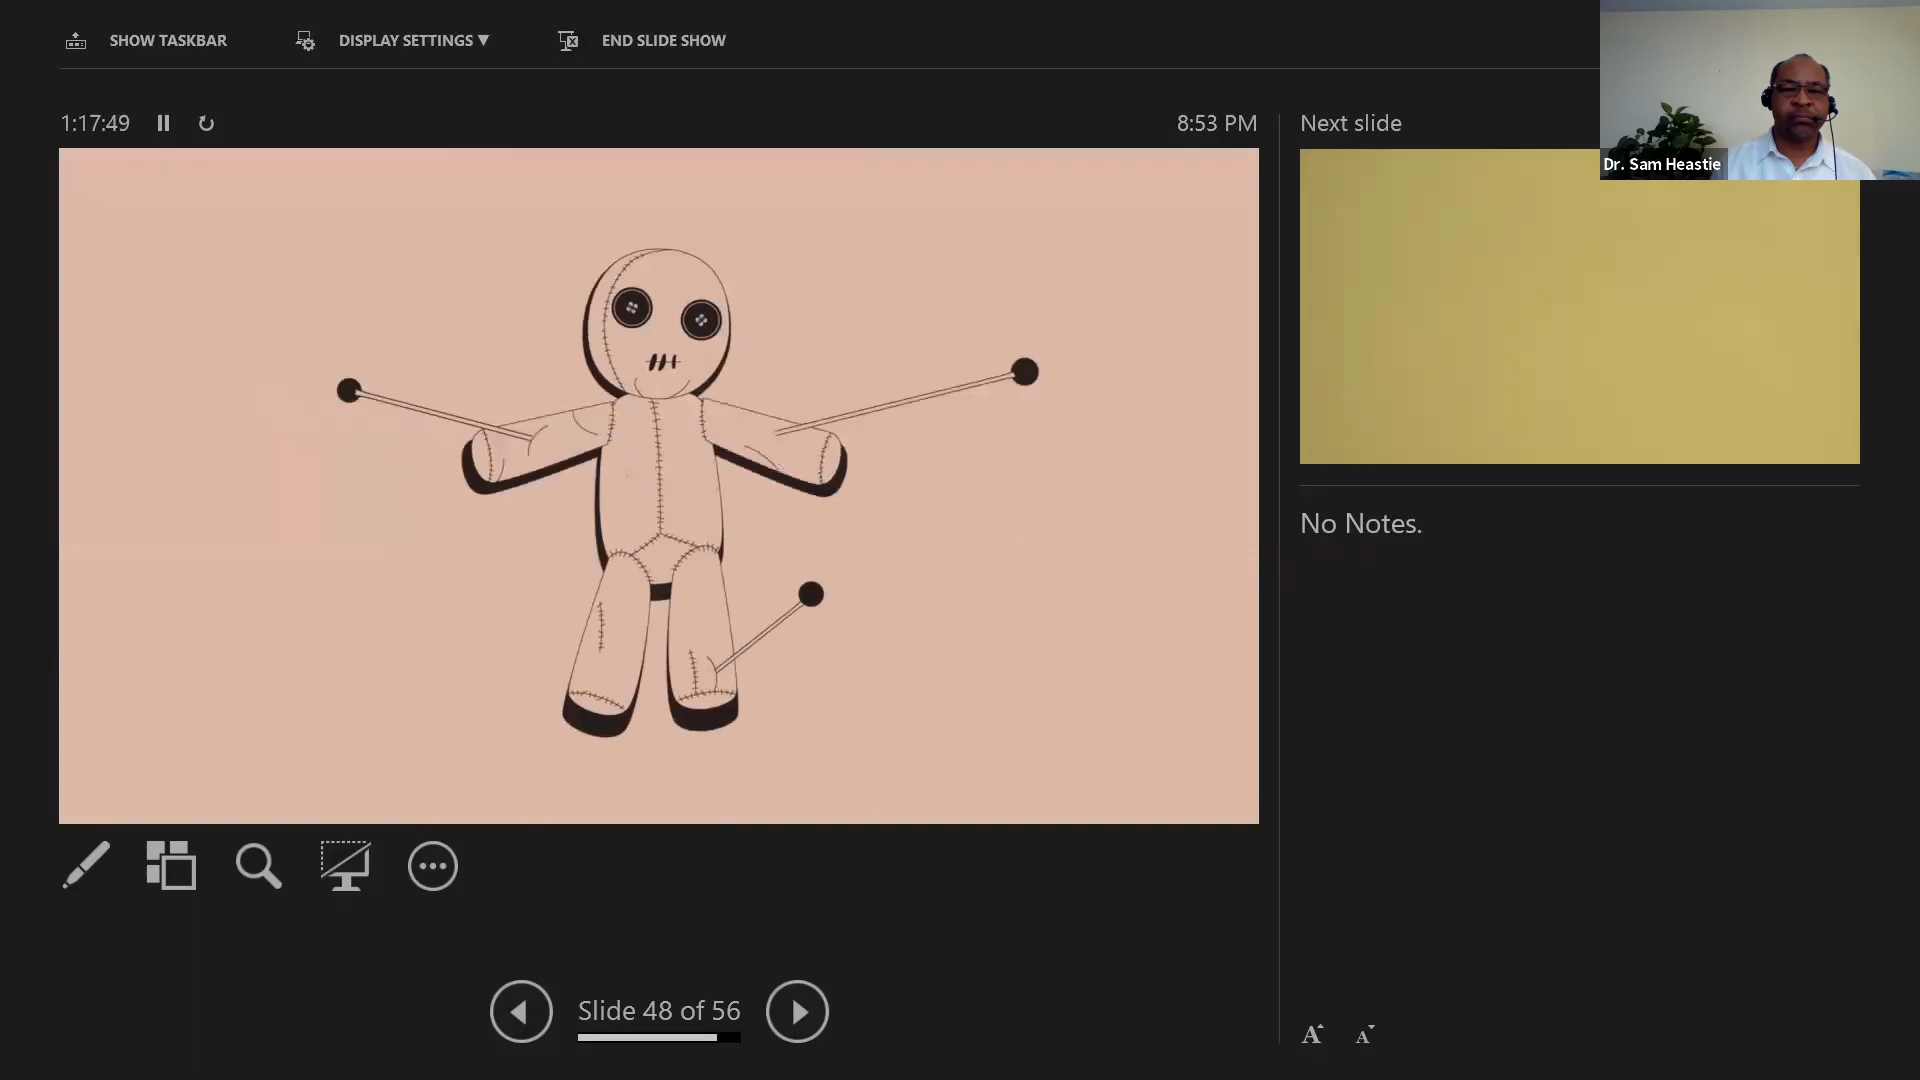 SHOW TASKBAR
DISPLAY SETTINGS ▼
END SLIDE SHOW
1:17:49
8:53 PM
Next slide
Dr. Sam Heastie
No Notes.
Slide 48 of 56
A A